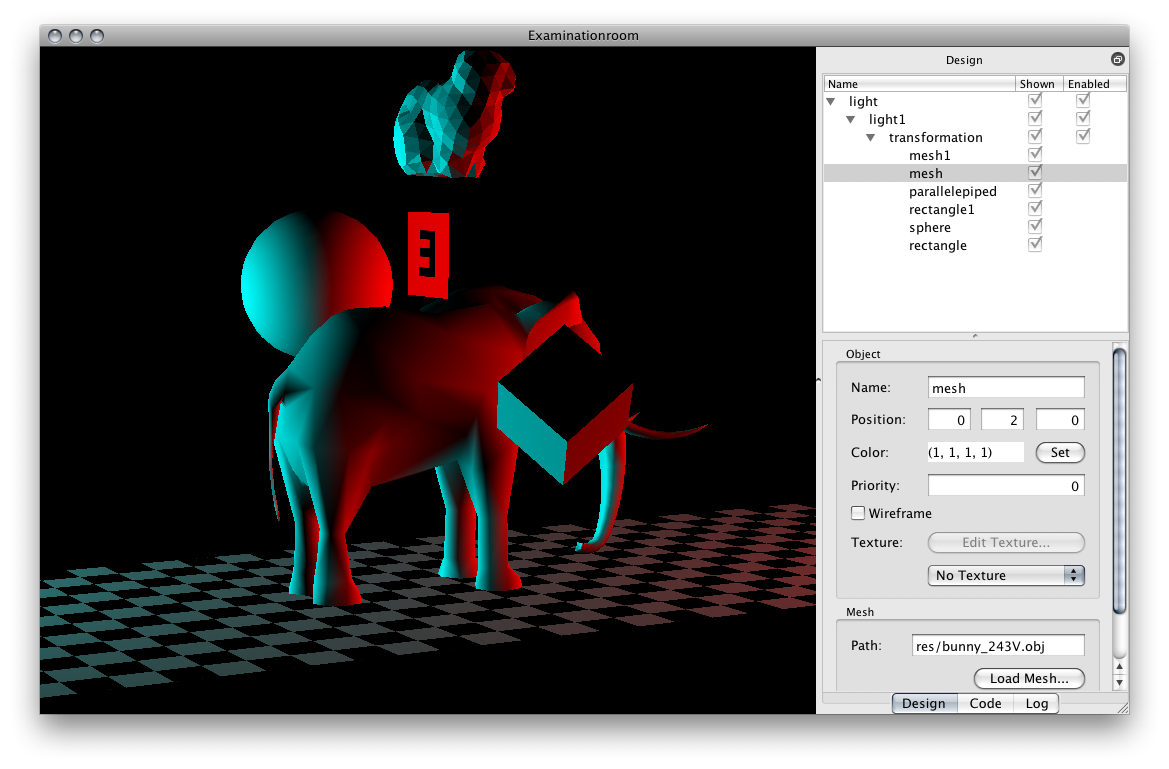 Examinationroom
Design
Name Shown Enabled
light
light1
transformation
mesh1
mesh
parallelepiped
rectangle1
sphere
rectangle
E
Object
Name: mesh
Position: 0 2 0
Color: (1, 1, 1, 1) Set
Priority: 0
Wireframe
Texture: Edit Texture...
No Texture
Mesh
Path: res/bunny_243V.obj
Load Mesh...
Design Code Log